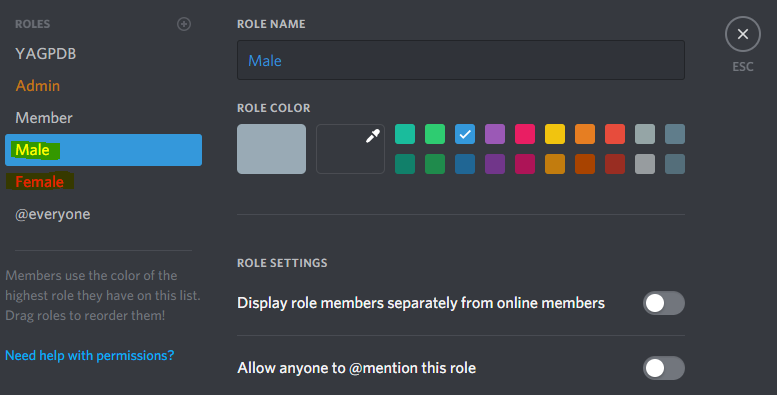 ROLES
YAGPDB
Admin
Member
Male
Female
@everyone
Members use the color of the
highest role they have on this list.
Drag roles to reorder them!
Need help with permissions?
ROLE NAME
Male
ROLE COLOR
ROLE SETTINGS
Display role members separately from online members
Allow anyone to @mention this role
ESC